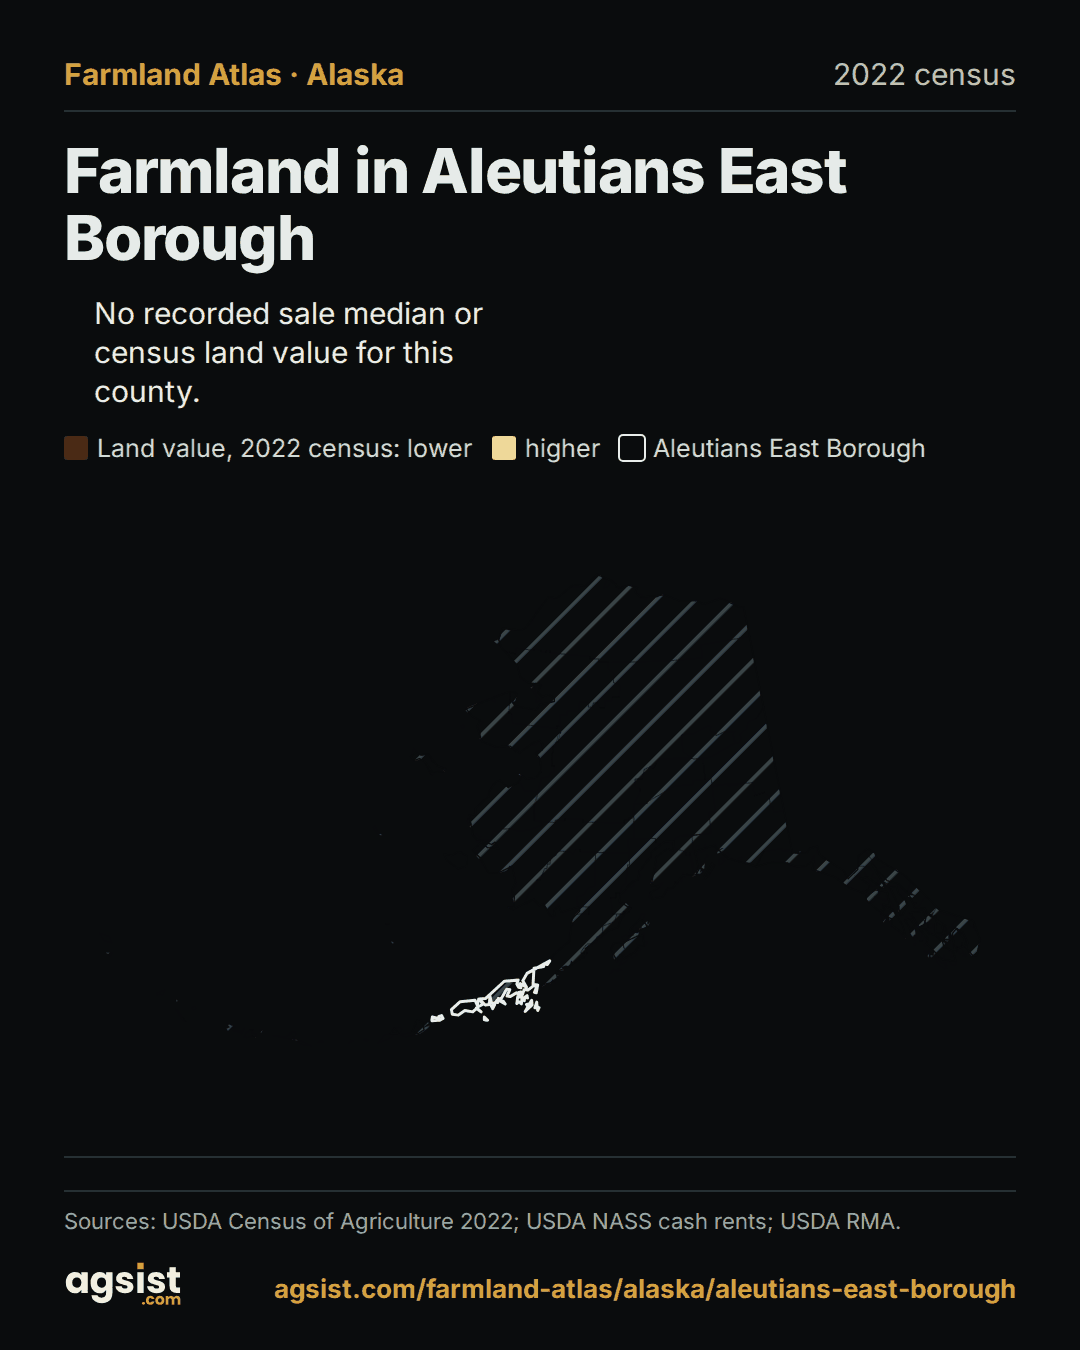 Farmland Atlas · Alaska
2022 census
Farmland in Aleutians East
Borough
No recorded sale median or
census land value for this
county.
Land value, 2022 census: lower
higher
Aleutians East Borough
Sources: USDA Census of Agriculture 2022; USDA NASS cash rents; USDA RMA.
agsist
.com
agsist.com/farmland-atlas/alaska/aleutians-east-borough